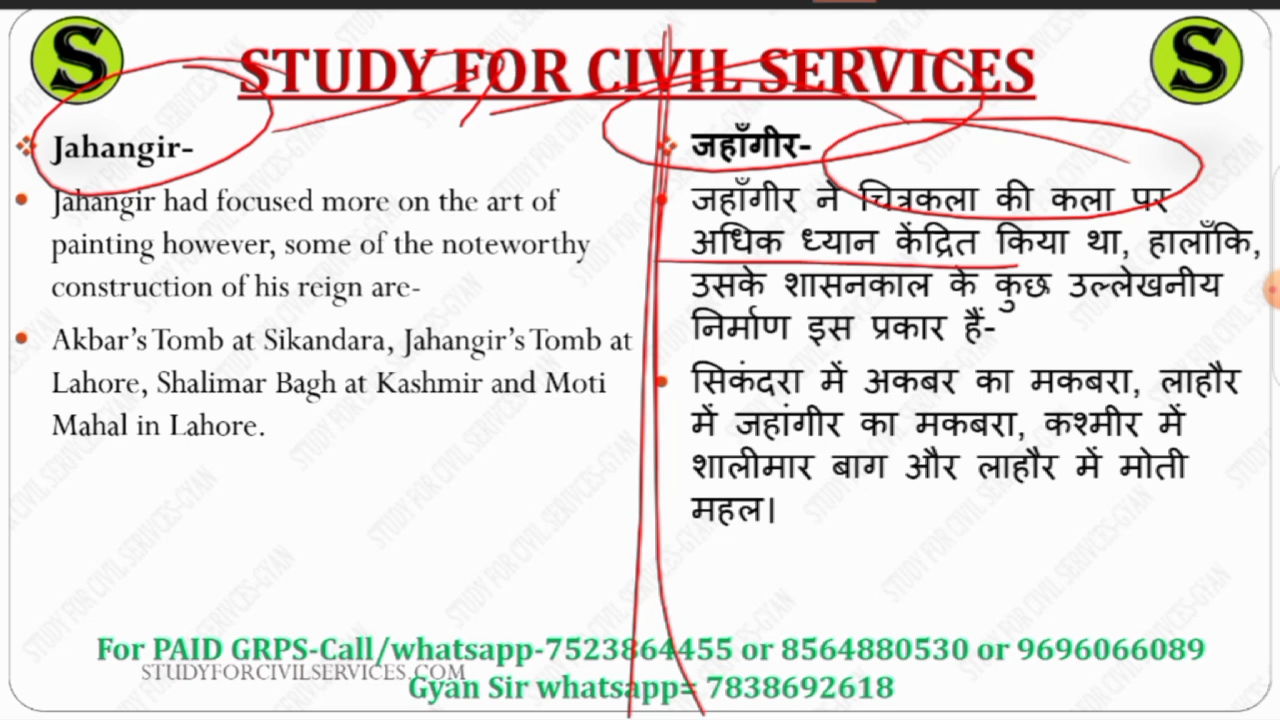 S
STUDY FOR CIVIL SERVICES
S
Jahangir-
Jahangir had focused more on the art of
painting however, some of the noteworthy
construction of his reign are-
Akbar's Tomb at Sikandara, Jahangir's Tomb at
Lahore, Shalimar Bagh at Kashmir and Moti
Mahal in Lahore.
जहाँगीर-
जहाँगीर ने चित्रकला की कला पर
अधिक ध्यान केंद्रित किया था, हालाँकि,
उसके शासनकाल के कुछ उल्लेखनीय
निर्माण इस प्रकार हैं-
सिकंदरा में अकबर का मकबरा, लाहौर
में जहांगीर का मकबरा, कश्मीर में
शालीमार बाग और लाहौर में मोती
महल।
For PAID GRPS-Call/whatsapp-7523864455 or 8564880530 or 9696066089
STUDYFORCIVILSERVICES.COM
Gyan Sir whatsapp= 7838692618